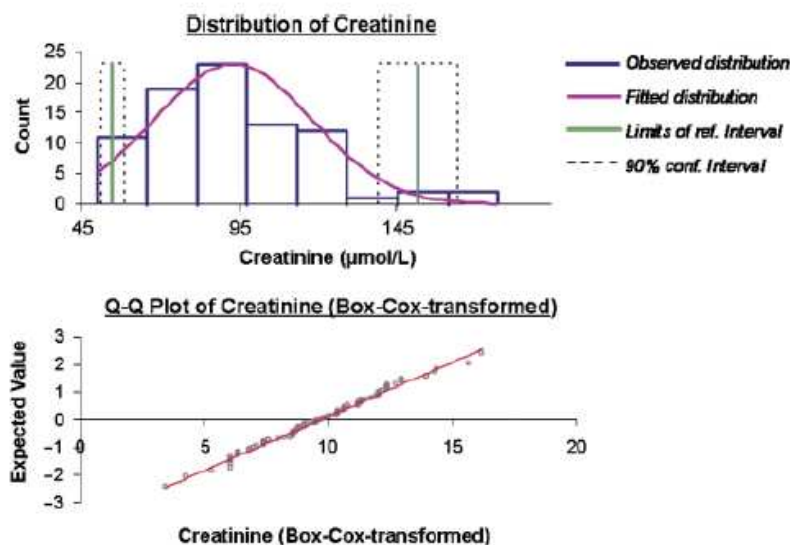 Distribution of Creatinine
25
20
15
10
5
0
Count
45 95 145
Creatinine (µmol/L)
Observed distribution
Fitted distribution
Limits of ref. Interval
90% conf. Interval
Q-Q Plot of Creatinine (Box-Cox-transformed)
3
2
1
0
−1
−2
−3
Expected Value
0 5 10 15 20
Creatinine (Box-Cox-transformed)